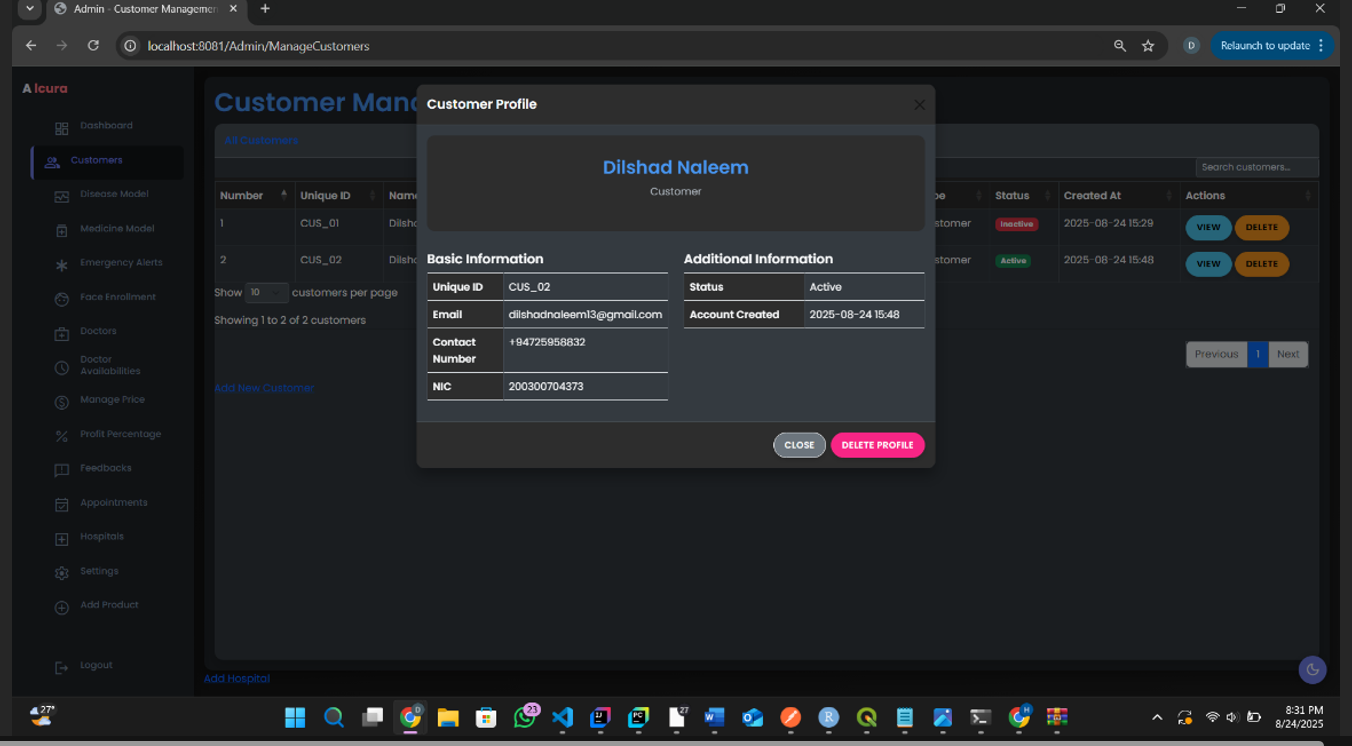 Admin - Customer Managemen
localhost:8081/Admin/ManageCustomers
D
Relaunch to update
AIcura
Dashboard
Customers
Disease Model
Medicine Model
Emergency Alerts
Face Enrollment
Doctors
Doctor
Availabilities
Manage Price
Profit Percentage
Feedbacks
Appointments
Hospitals
Settings
Add Product
Logout
Customer Man
All Customers
Search customers...
Number Unique ID Nam pe Status Created At Actions
1 CUS_01 Dilsh stomer Inactive 2025-08-24 15:29 VIEW DELETE
2 CUS_02 Dilsh stomer Active 2025-08-24 15:48 VIEW DELETE
Show 10 customers per page
Showing 1 to 2 of 2 customers
Previous 1 Next
Add New Customer
Add Hospital
Customer Profile
Dilshad Naleem
Customer
Basic Information
Unique ID CUS_02
Email dilshadnaleem13@gmail.com
Contact
Number +94725958832
NIC 200300704373
Additional Information
Status Active
Account Created 2025-08-24 15:48
CLOSE DELETE PROFILE
27°
23
27
8:31 PM
8/24/2025